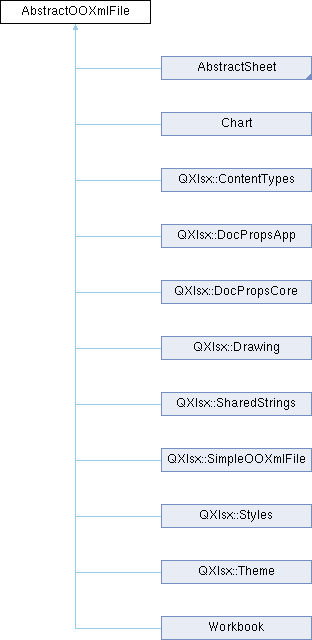 AbstractOOXmlFile
AbstractSheet
Chart
QXlsx::ContentTypes
QXlsx::DocPropsApp
QXlsx::DocPropsCore
QXlsx::Drawing
QXlsx::SharedStrings
QXlsx::SimpleOOXmlFile
QXlsx::Styles
QXlsx::Theme
Workbook